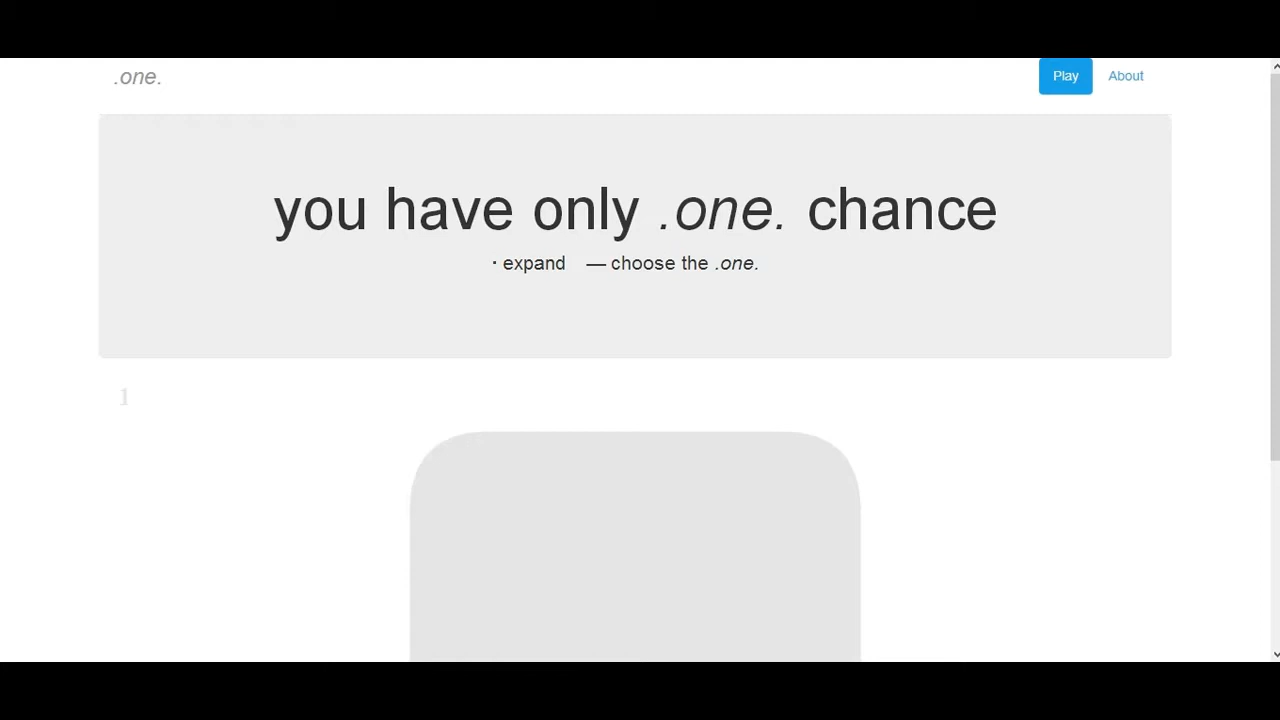 .one.
Play
About
you have only .one. chance
· expand — choose the .one.
1